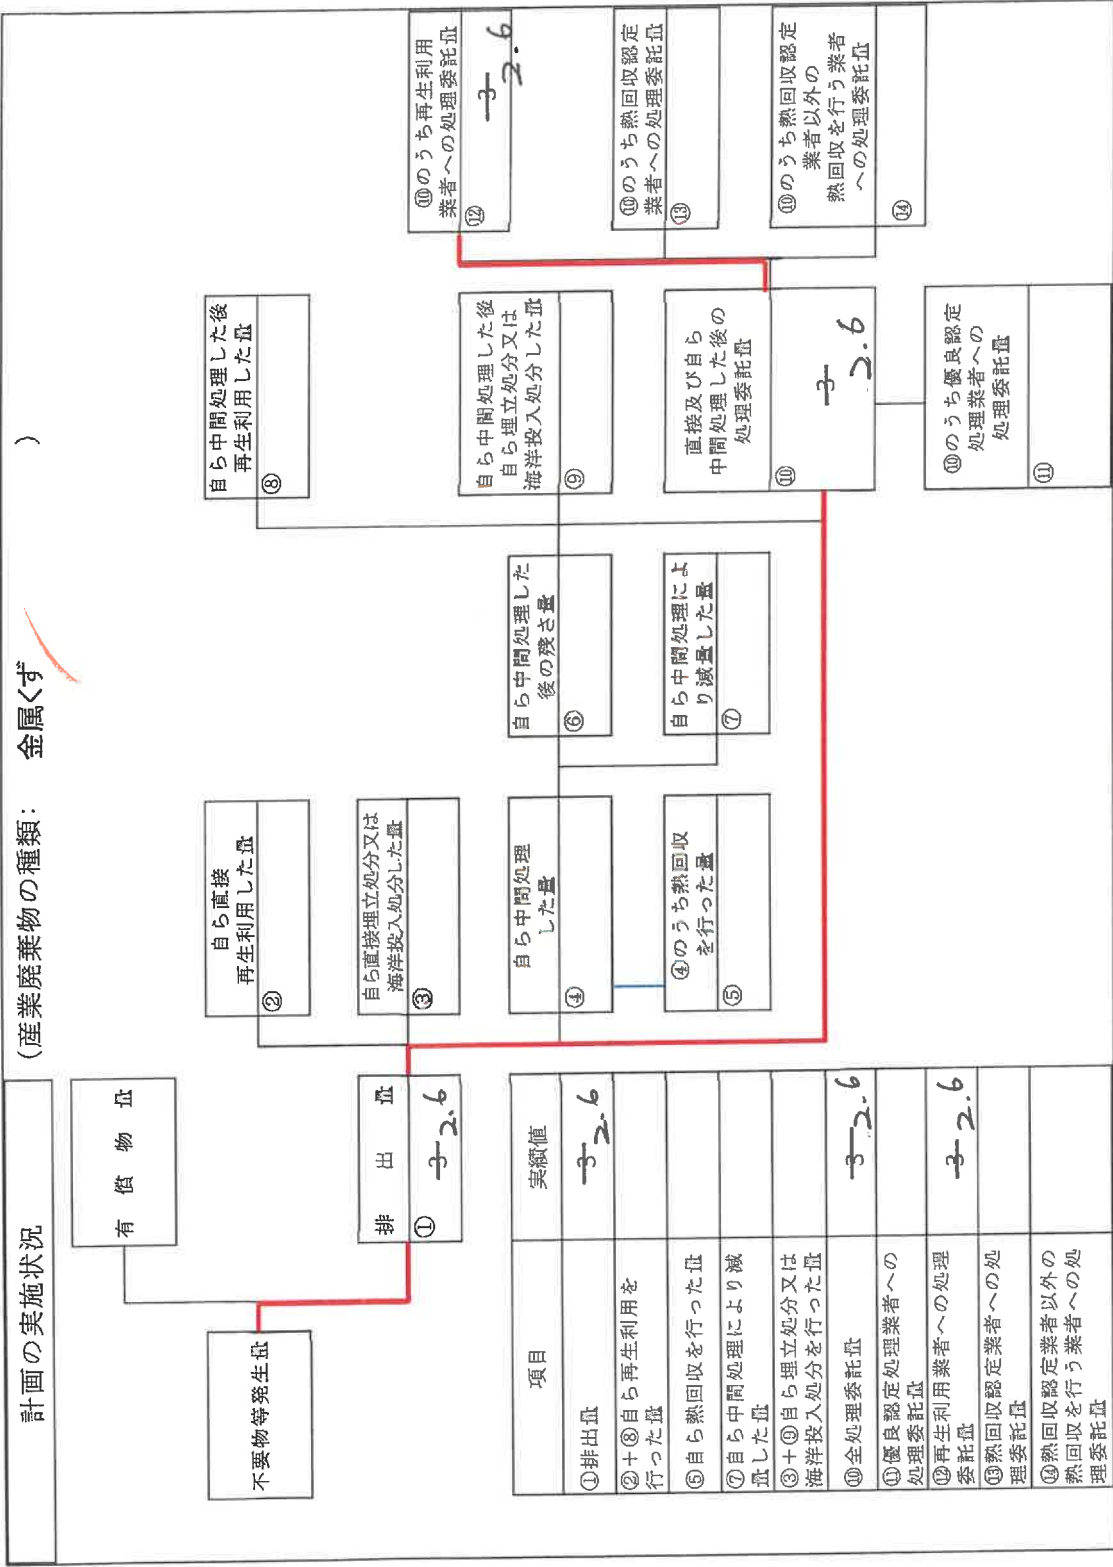 計画の実施状況
(産業廃棄物の種類： 金属くず )
不要物等発生量
有償物量
排出量
① 3 2.6
自ら直接
再生利用した量
②
自ら直接埋立処分又は
海洋投入処分した量
③
自ら中間処理
した量
④
④のうち熱回収
を行った量
⑤
自ら中間処理した
後の残さ量
⑥
自ら中間処理によ
り減量した量
⑦
自ら中間処理した後
再生利用した量
⑧
自ら中間処理した後
自ら埋立処分又は
海洋投入処分した量
⑨
直接及び自ら
中間処理した後の
処理委託量
⑩ 3 2.6
⑩のうち優良認定
処理業者への
処理委託量
⑪
⑩のうち再生利用
業者への処理委託量
⑫ 3 2.6
⑩のうち熱回収認定
業者への処理委託量
⑬
⑩のうち熱回収認定
業者以外の
熱回収を行う業者
への処理委託量
⑭
項目 実績値
①排出量 3 2.6
②+⑧自ら再生利用を
行った量
⑤自ら熱回収を行った量
⑦自ら中間処理により減
量した量
③+⑨自ら埋立処分又は
海洋投入処分を行った量
⑩全処理委託量 3 2.6
⑪優良認定処理業者への
処理委託量
⑫再生利用業者への処理
委託量 3 2.6
⑬熱回収認定業者への処
理委託量
⑭熱回収認定業者以外の
熱回収を行う業者への処
理委託量